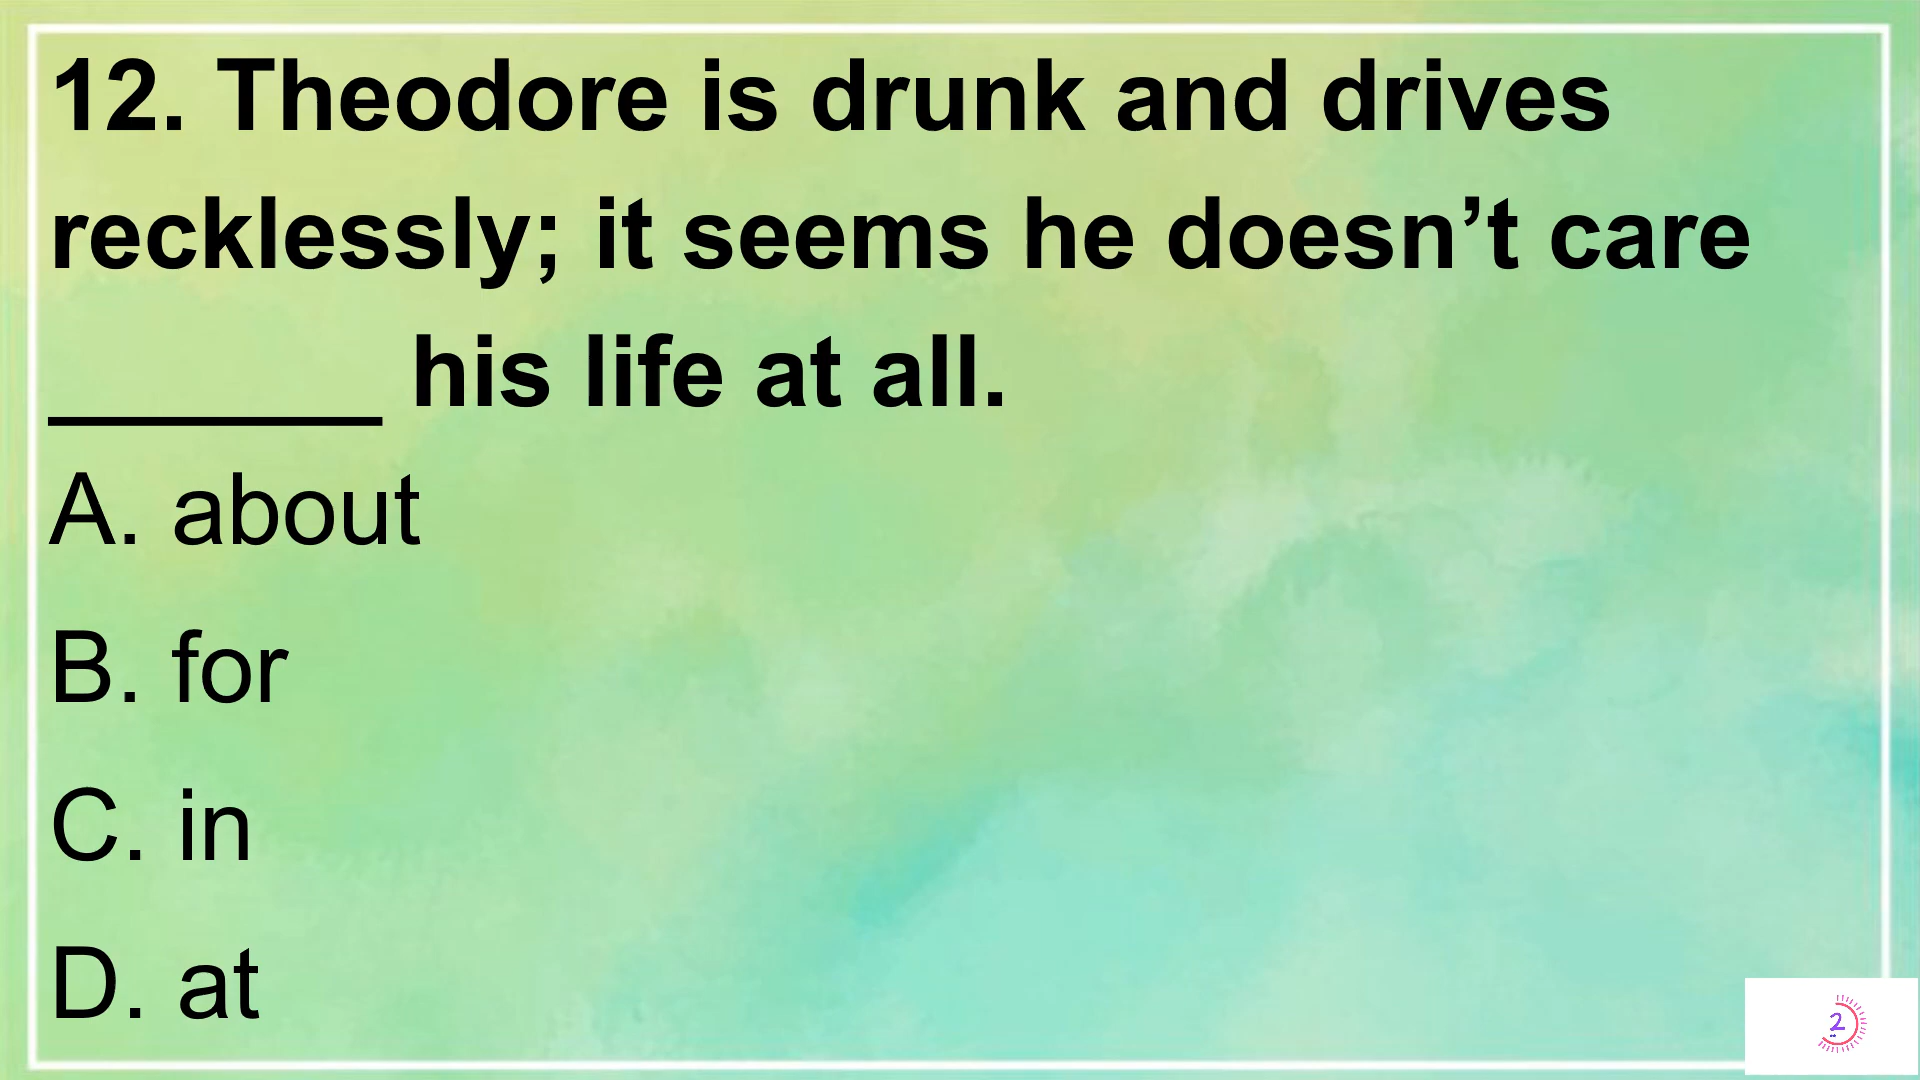 12. Theodore is drunk and drives
recklessly; it seems he doesn’t care
______ his life at all.
A. about
B. for
C. in
D. at
2